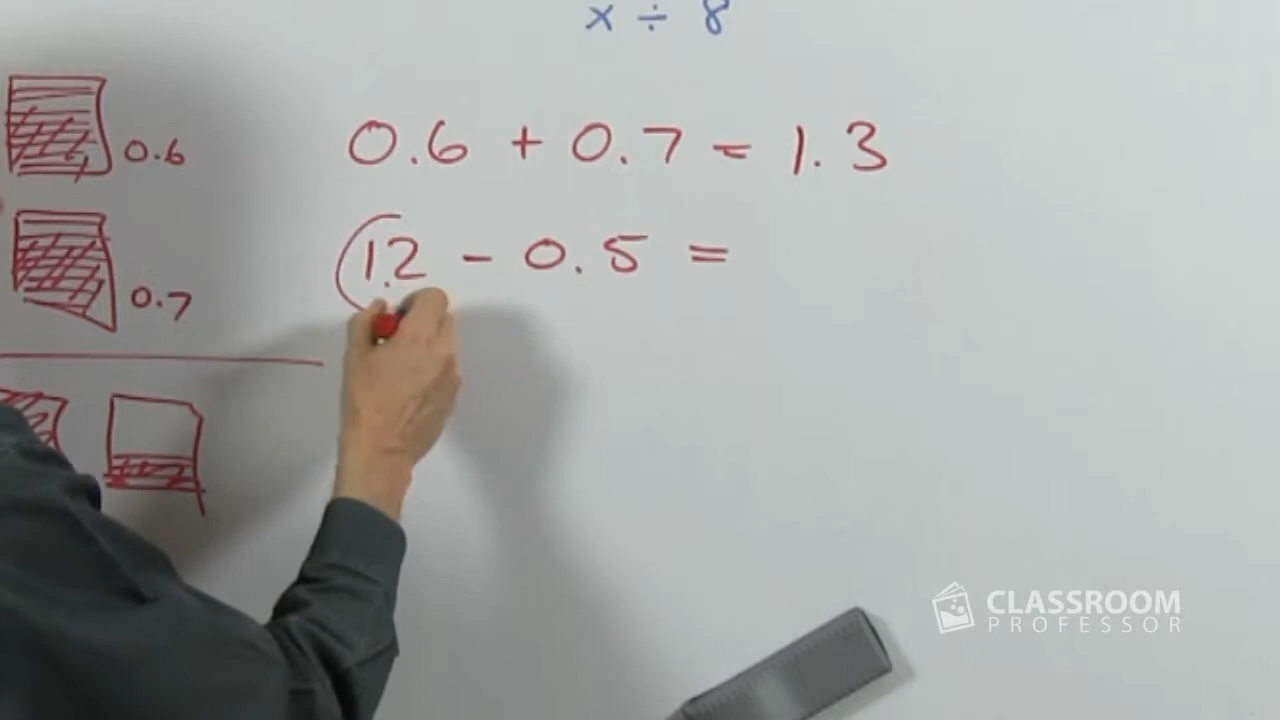 x ÷ 8
0.6
0.6 + 0.7 = 1.3
0.7
(1.2 - 0.5 =
CLASSROOM
PROFESSOR